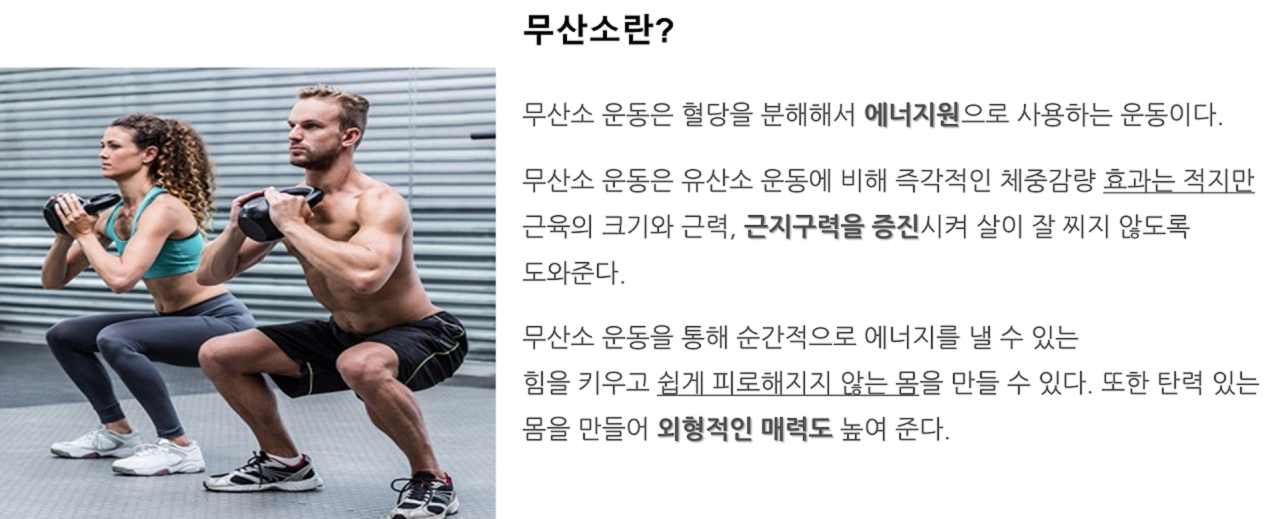 무산소란?
무산소 운동은 혈당을 분해해서 에너지원으로 사용하는 운동이다.
무산소 운동은 유산소 운동에 비해 즉각적인 체중감량 효과는 적지만
근육의 크기와 근력, 근지구력을 증진시켜 살이 잘 찌지 않도록
도와준다.
무산소 운동을 통해 순간적으로 에너지를 낼 수 있는
힘을 키우고 쉽게 피로해지지 않는 몸을 만들 수 있다. 또한 탄력 있는
몸을 만들어 외형적인 매력도 높여 준다.